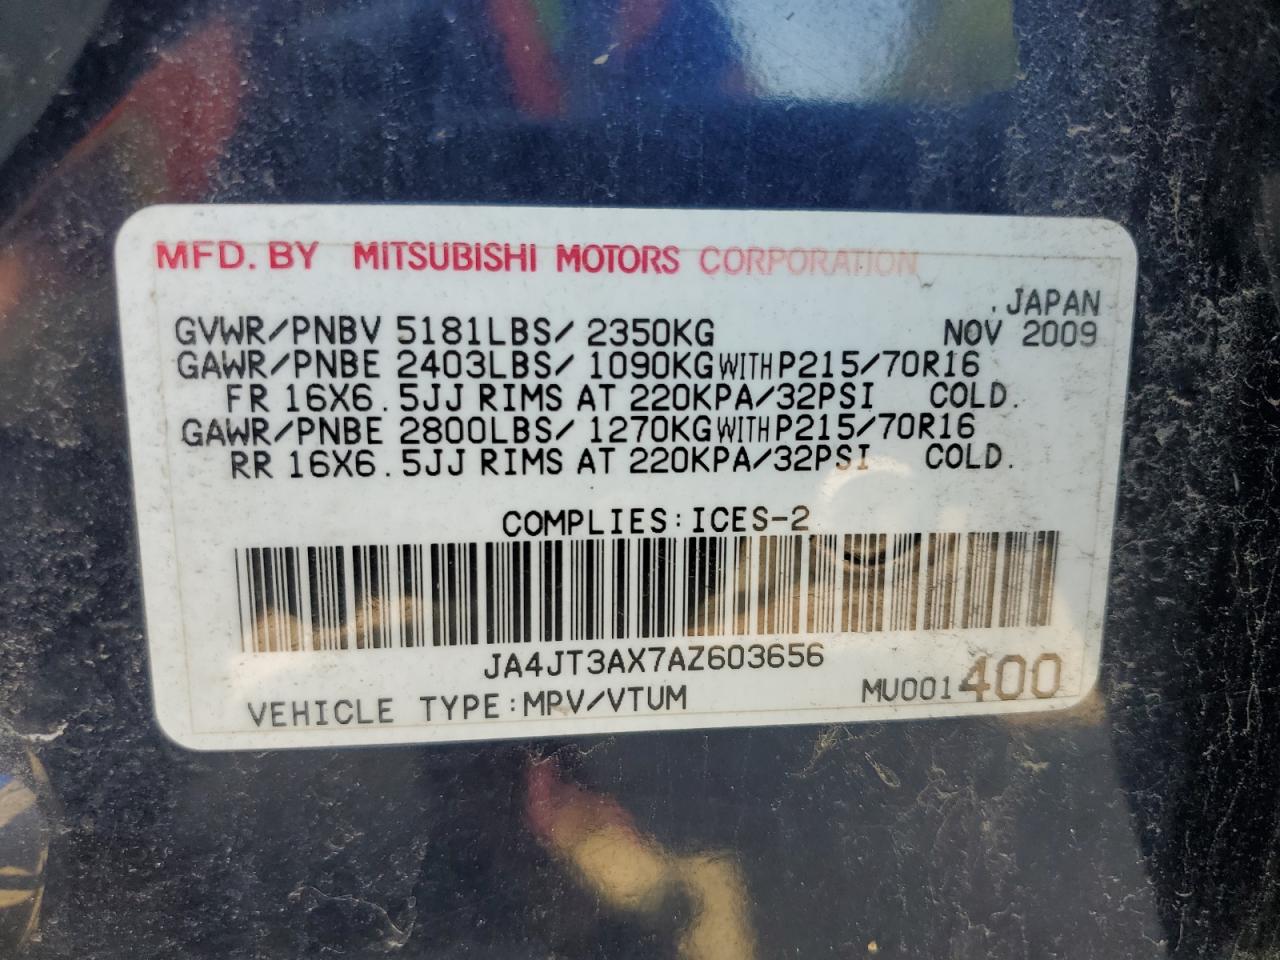 MFD. BY MITSUBISHI MOTORS CORPORATION
JAPAN
GVWR/PNBV 5181LBS/ 2350KG NOV 2009
GAWR/PNBE 2403LBS/ 1090KG WITH P215/70R16
FR 16X6.5JJ RIMS AT 220KPA/32PSI COLD.
GAWR/PNBE 2800LBS/ 1270KG WITH P215/70R16
RR 16X6.5JJ RIMS AT 220KPA/32PSI COLD.
COMPLIES:ICES-2
JA4JT3AX7AZ603656
VEHICLE TYPE:MPV/VTUM MU001400